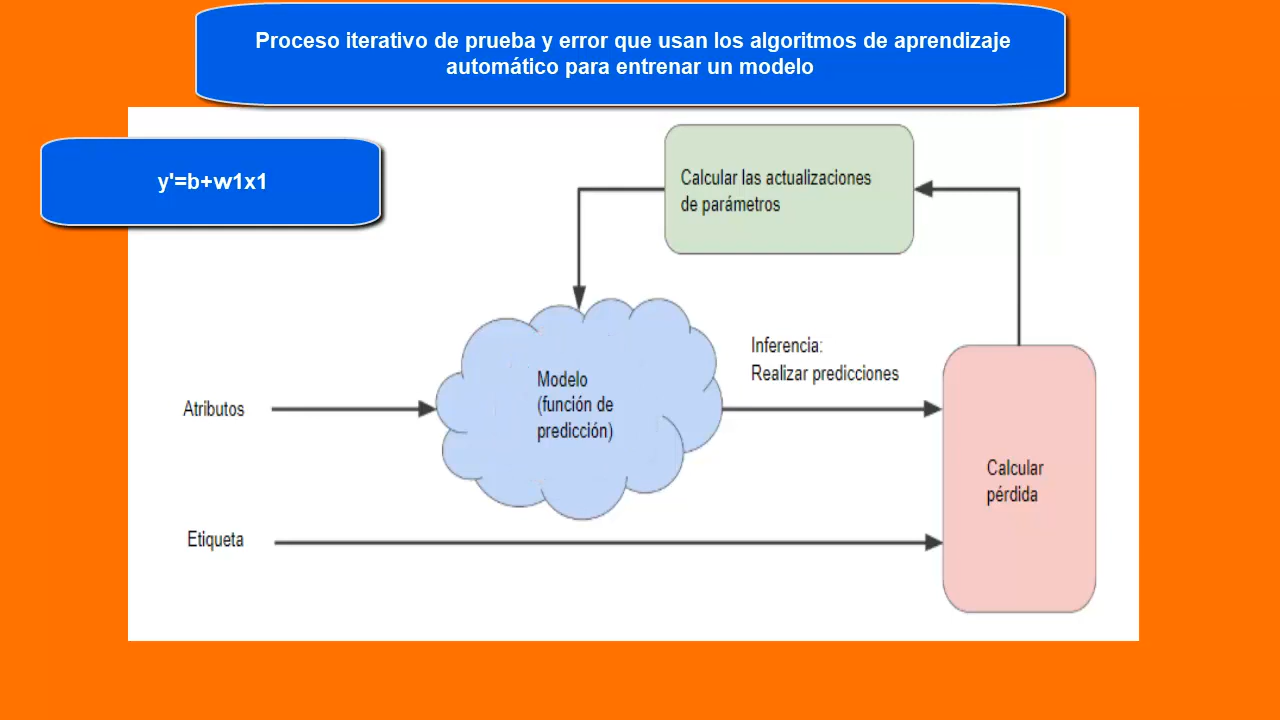 Proceso iterativo de prueba y error que usan los algoritmos de aprendizaje
automático para entrenar un modelo
y'=b+w1x1
Calcular las actualizaciones
de parámetros
Inferencia:
Realizar predicciones
Modelo
(función de
predicción)
Atributos
Calcular
pérdida
Etiqueta